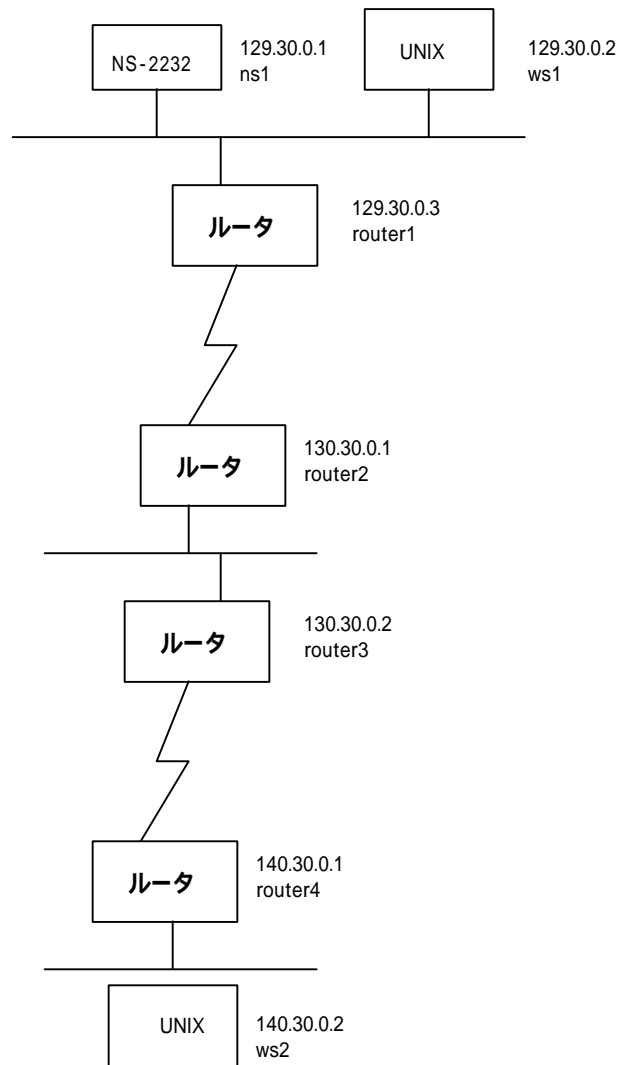 NS-2232
129.30.0.1
ns1
UNIX
129.30.0.2
ws1
ルータ
129.30.0.3
router1
ルータ
130.30.0.1
router2
ルータ
130.30.0.2
router3
ルータ
140.30.0.1
router4
UNIX
140.30.0.2
ws2